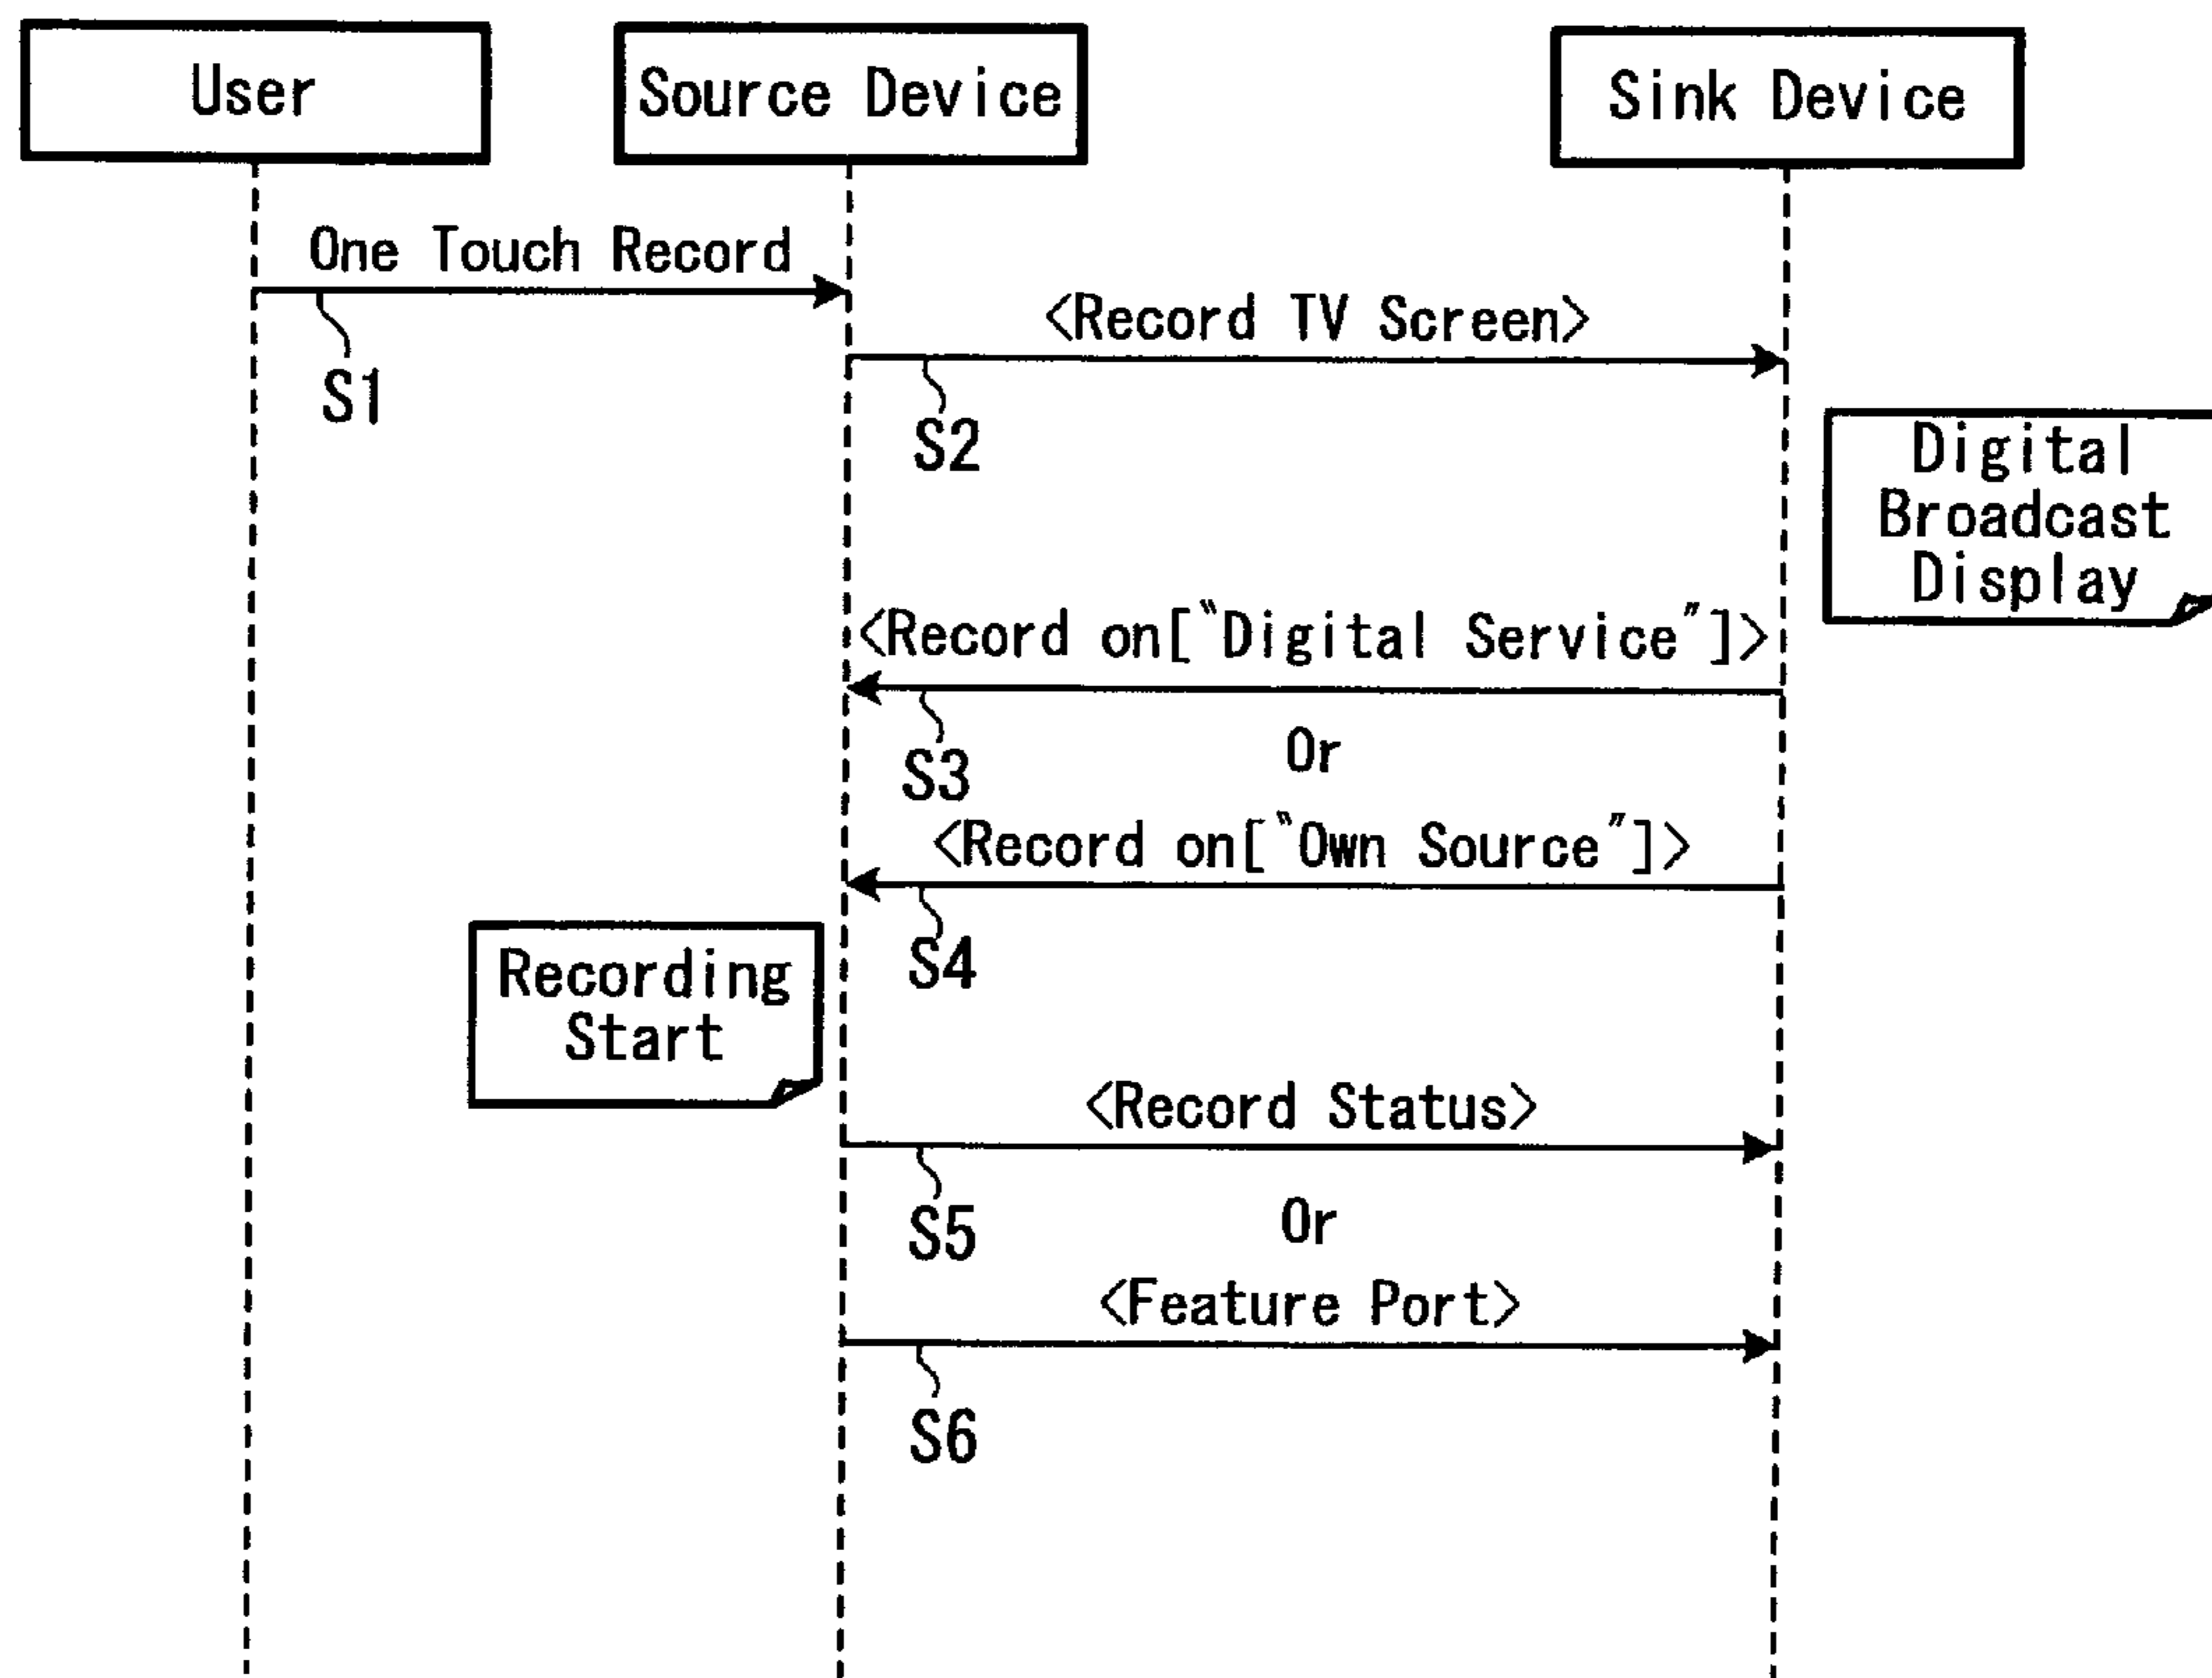 User
Source Device
Sink Device
One Touch Record
S1
<Record TV Screen>
S2
Digital
Broadcast
Display
<Record on["Digital Service"]>
S3
Or
<Record on["Own Source"]>
S4
Recording
Start
<Record Status>
S5
Or
<Feature Port>
S6